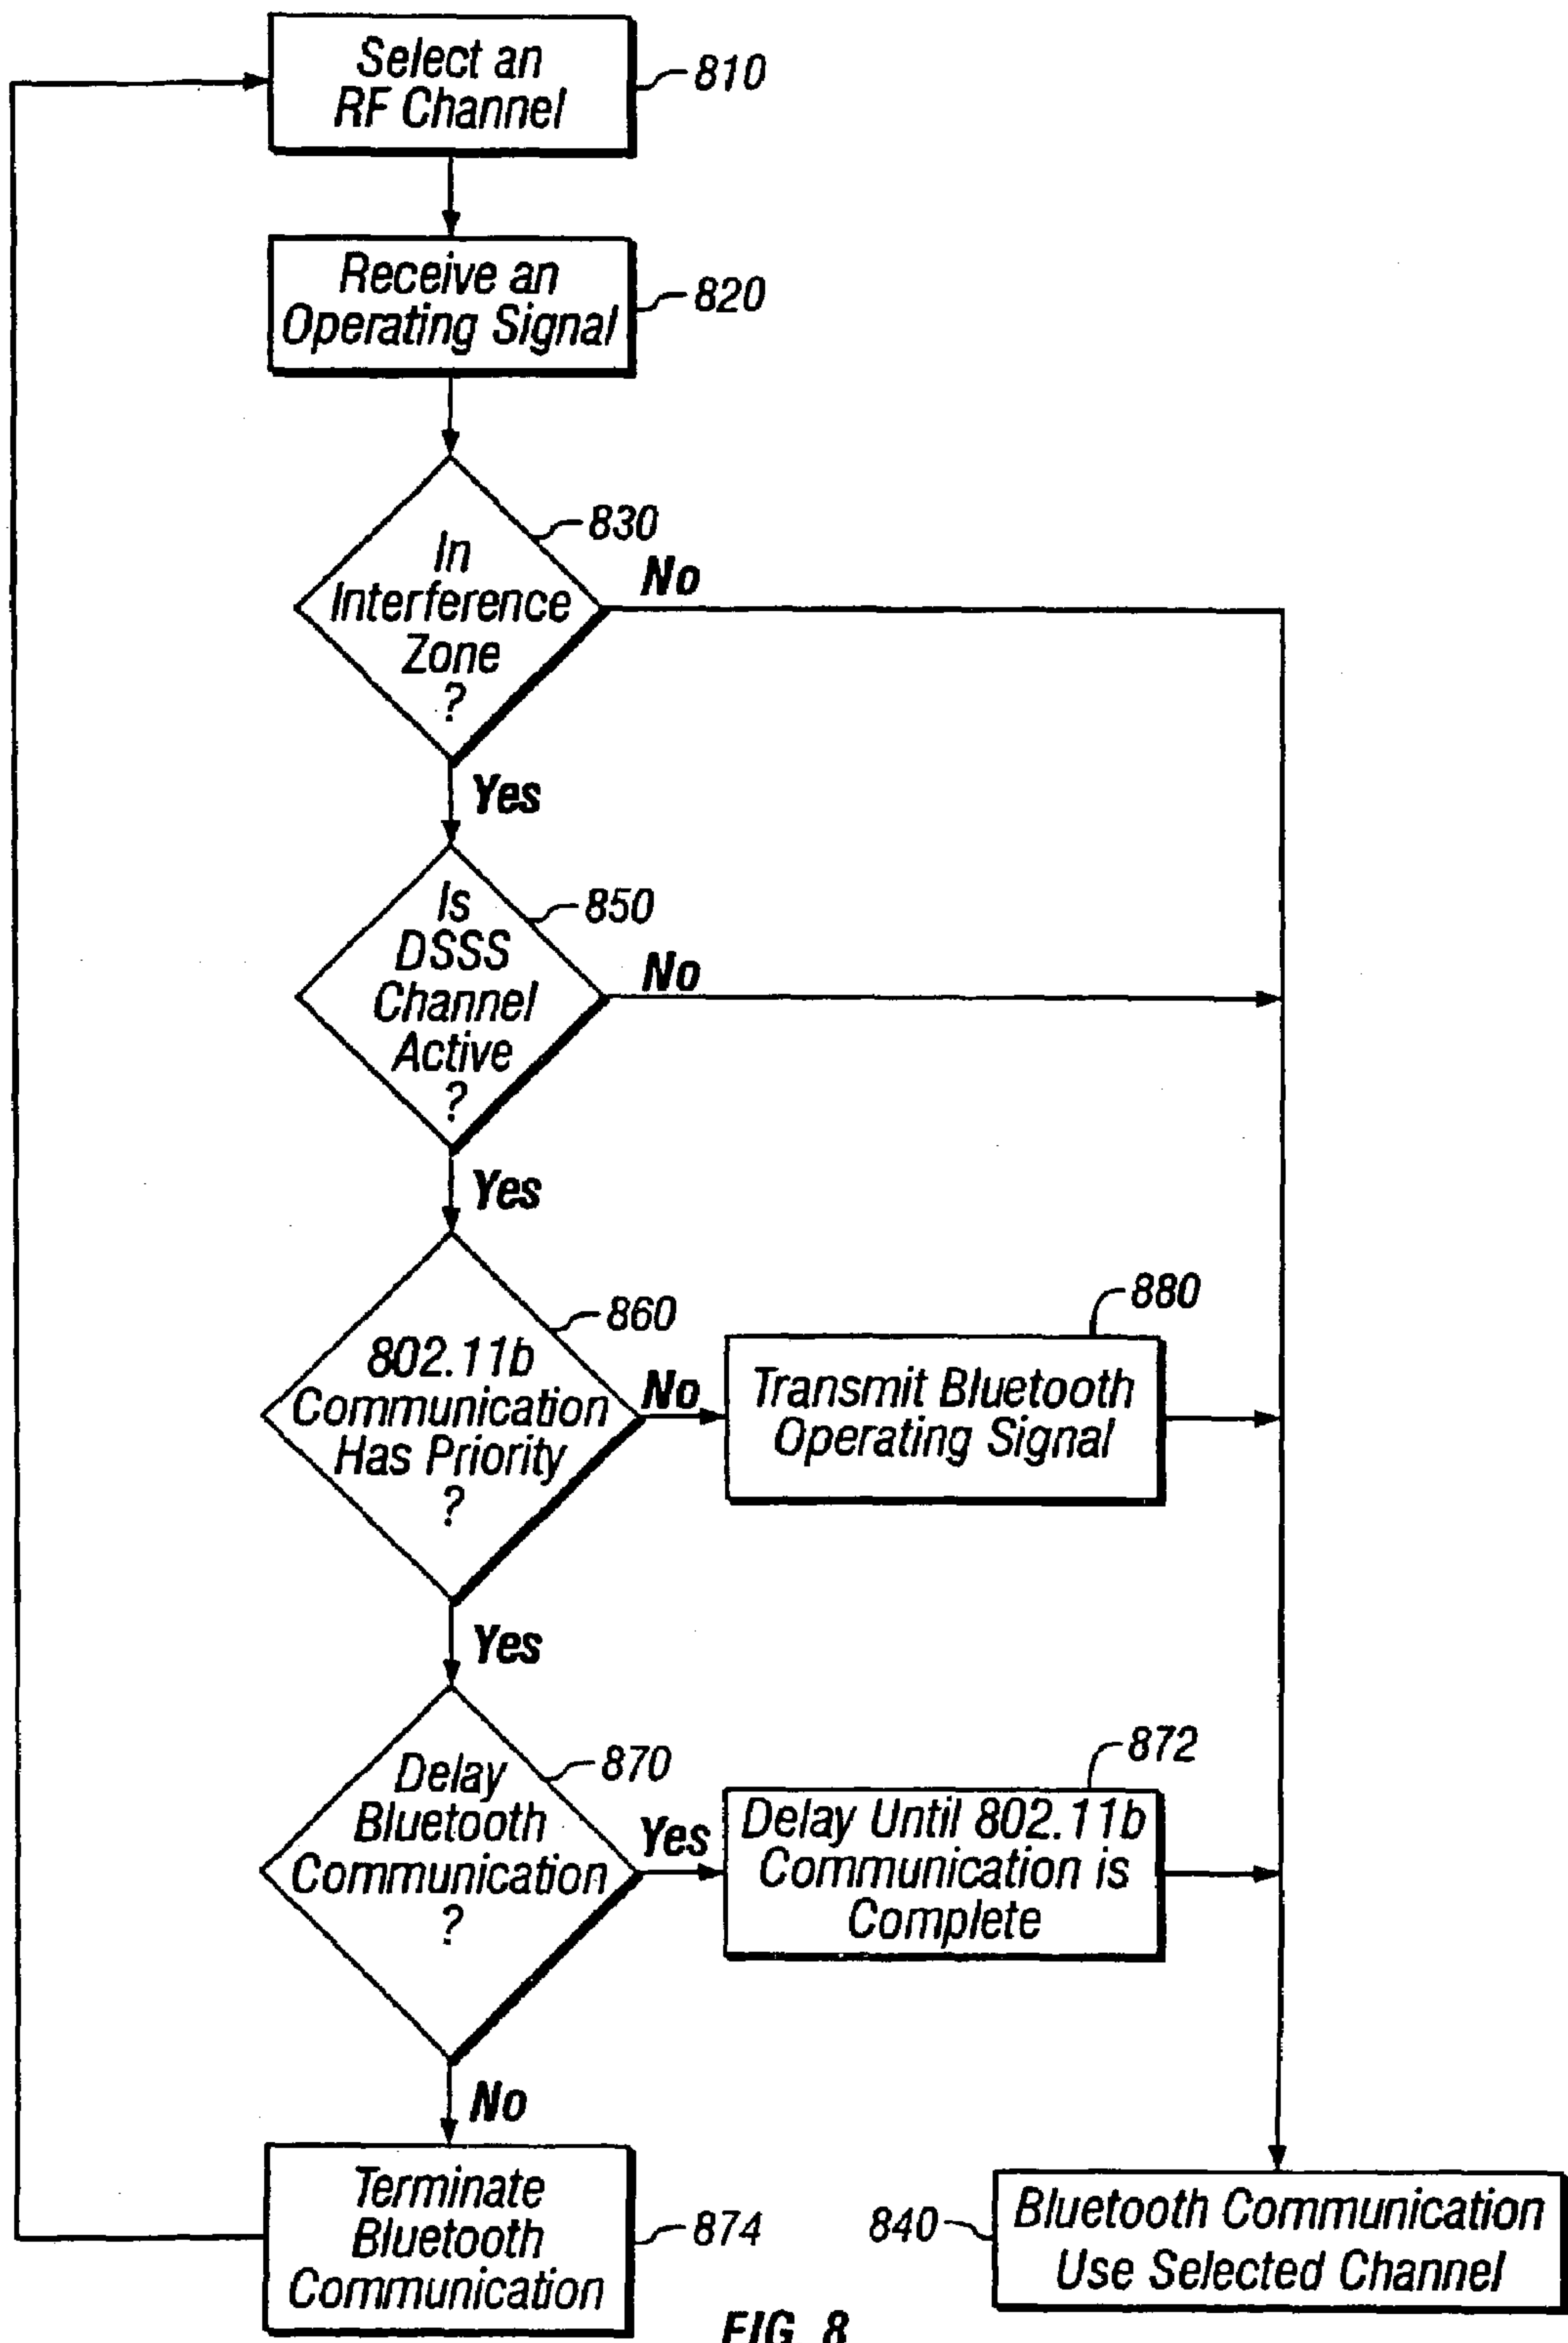 Select an
RF Channel
810
Receive an
Operating Signal
820
In
Interference
Zone
?
830
No
Yes
Is
DSSS
Channel
Active
?
850
No
Yes
802.11b
Communication
Has Priority
?
860
No
Transmit Bluetooth
Operating Signal
880
Yes
Delay
Bluetooth
Communication
?
870
Yes
Delay Until 802.11b
Communication is
Complete
872
No
Terminate
Bluetooth
Communication
874
840
Bluetooth Communication
Use Selected Channel
FIG. 8